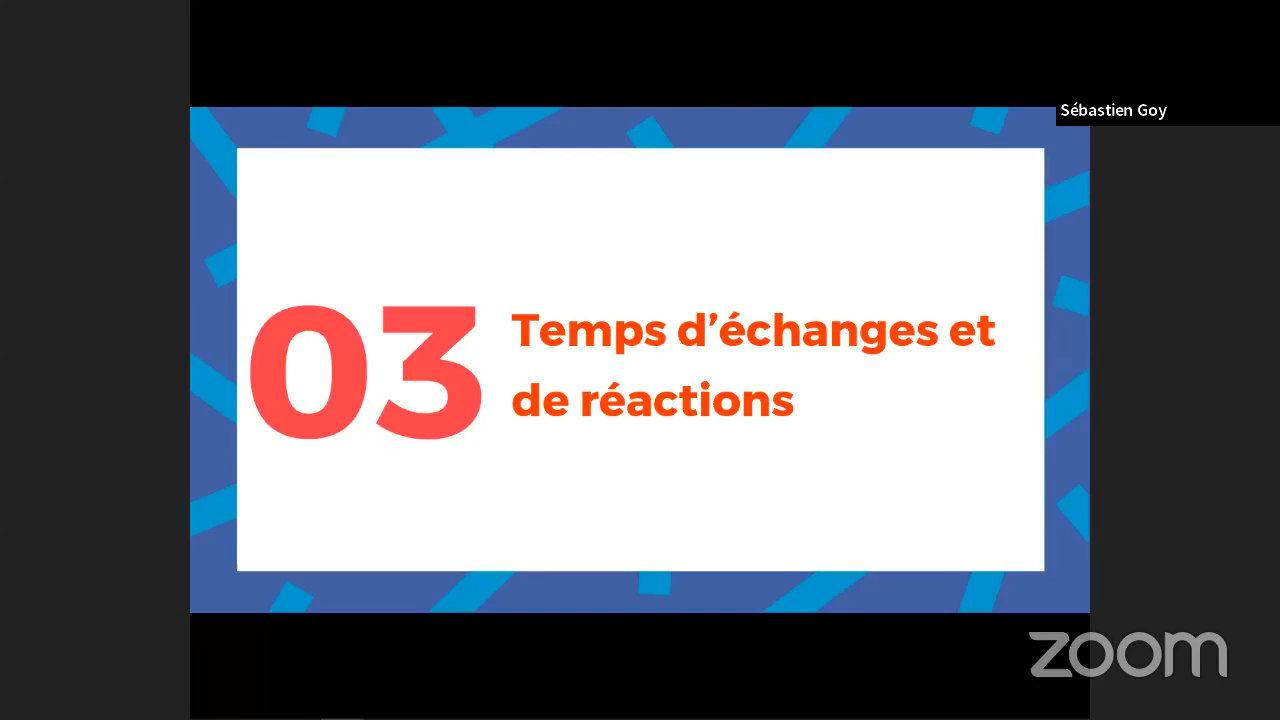 Sébastien Goy
03
Temps d’échanges et
de réactions
zoom